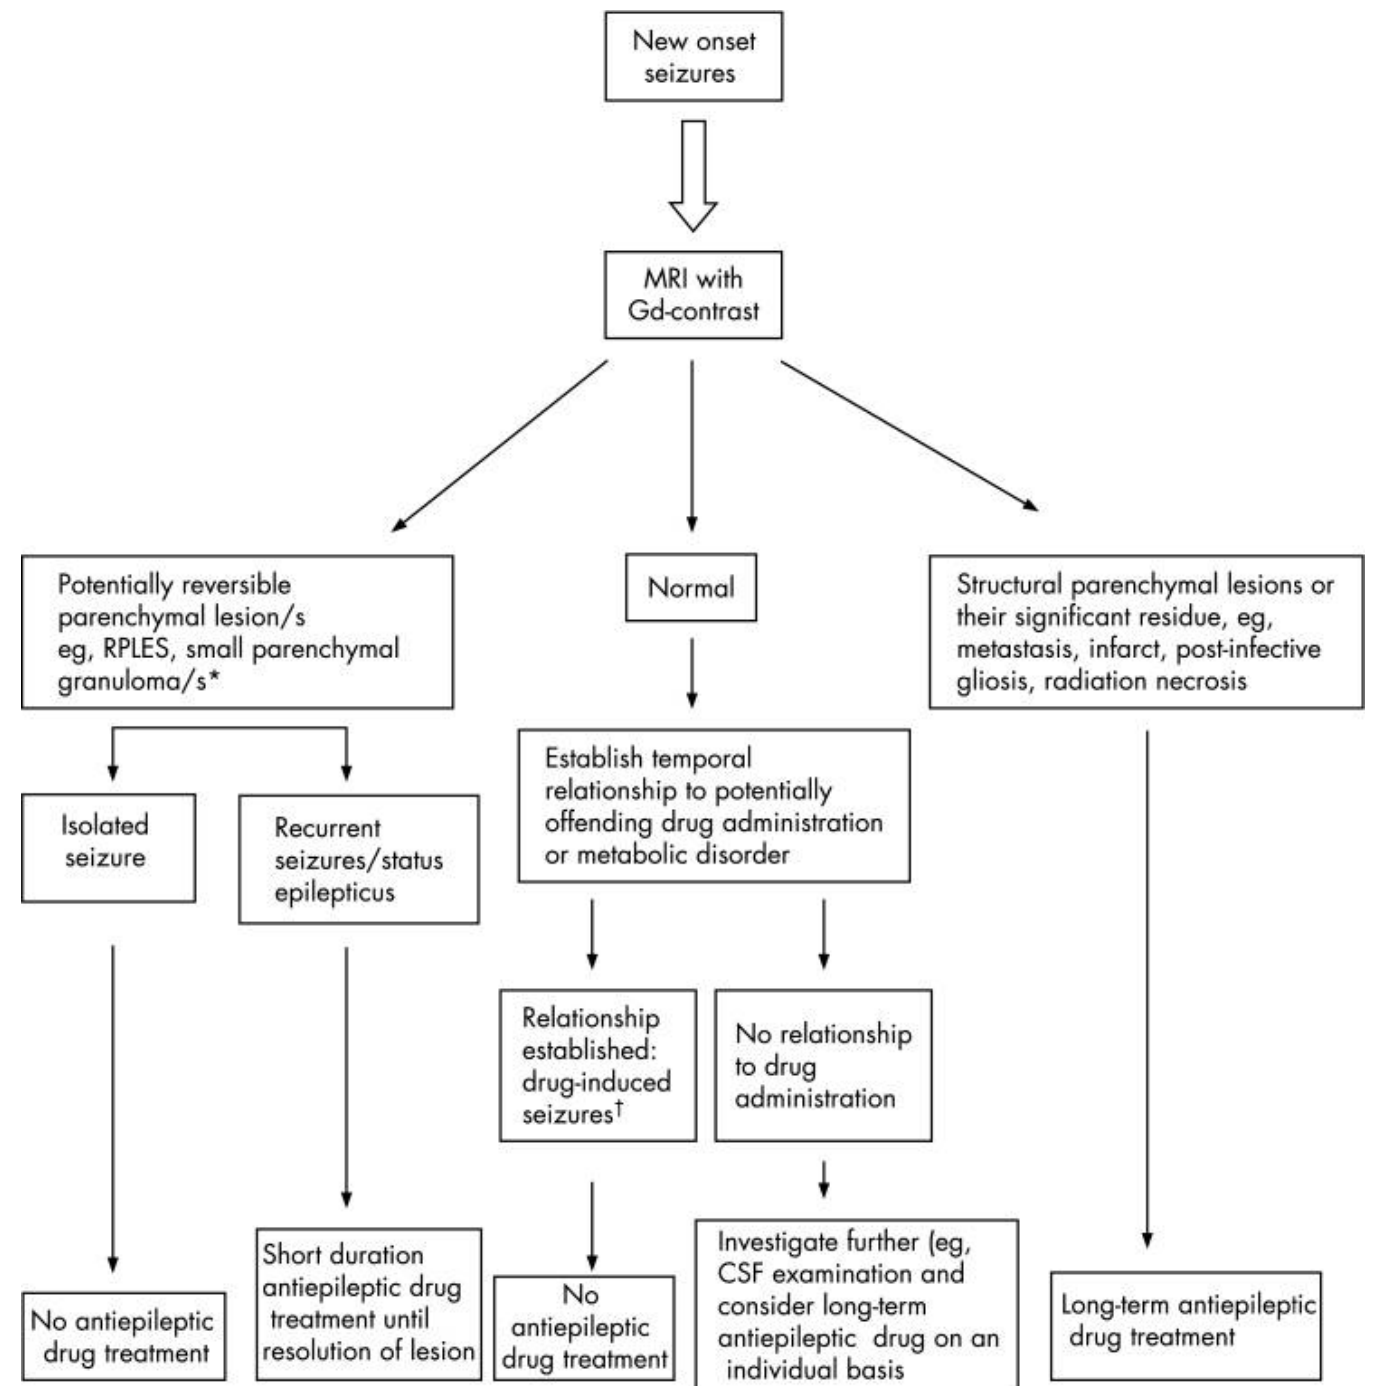 New onset
seizures
MRI with
Gd-contrast
Potentially reversible
parenchymal lesion/s
eg, RPLES, small parenchymal
granuloma/s*
Normal
Structural parenchymal lesions or
their significant residue, eg,
metastasis, infarct, post-infective
gliosis, radiation necrosis
Establish temporal
relationship to potentially
offending drug administration
or metabolic disorder
Isolated
seizure
Recurrent
seizures/status
epilepticus
Relationship
established:
drug-induced
seizures†
No relationship
to drug
administration
No antiepileptic
drug treatment
Short duration
antiepileptic drug
treatment until
resolution of lesion
No
antiepileptic
drug treatment
Investigate further (eg,
CSF examination and
consider long-term
antiepileptic drug on an
individual basis
Long-term antiepileptic
drug treatment